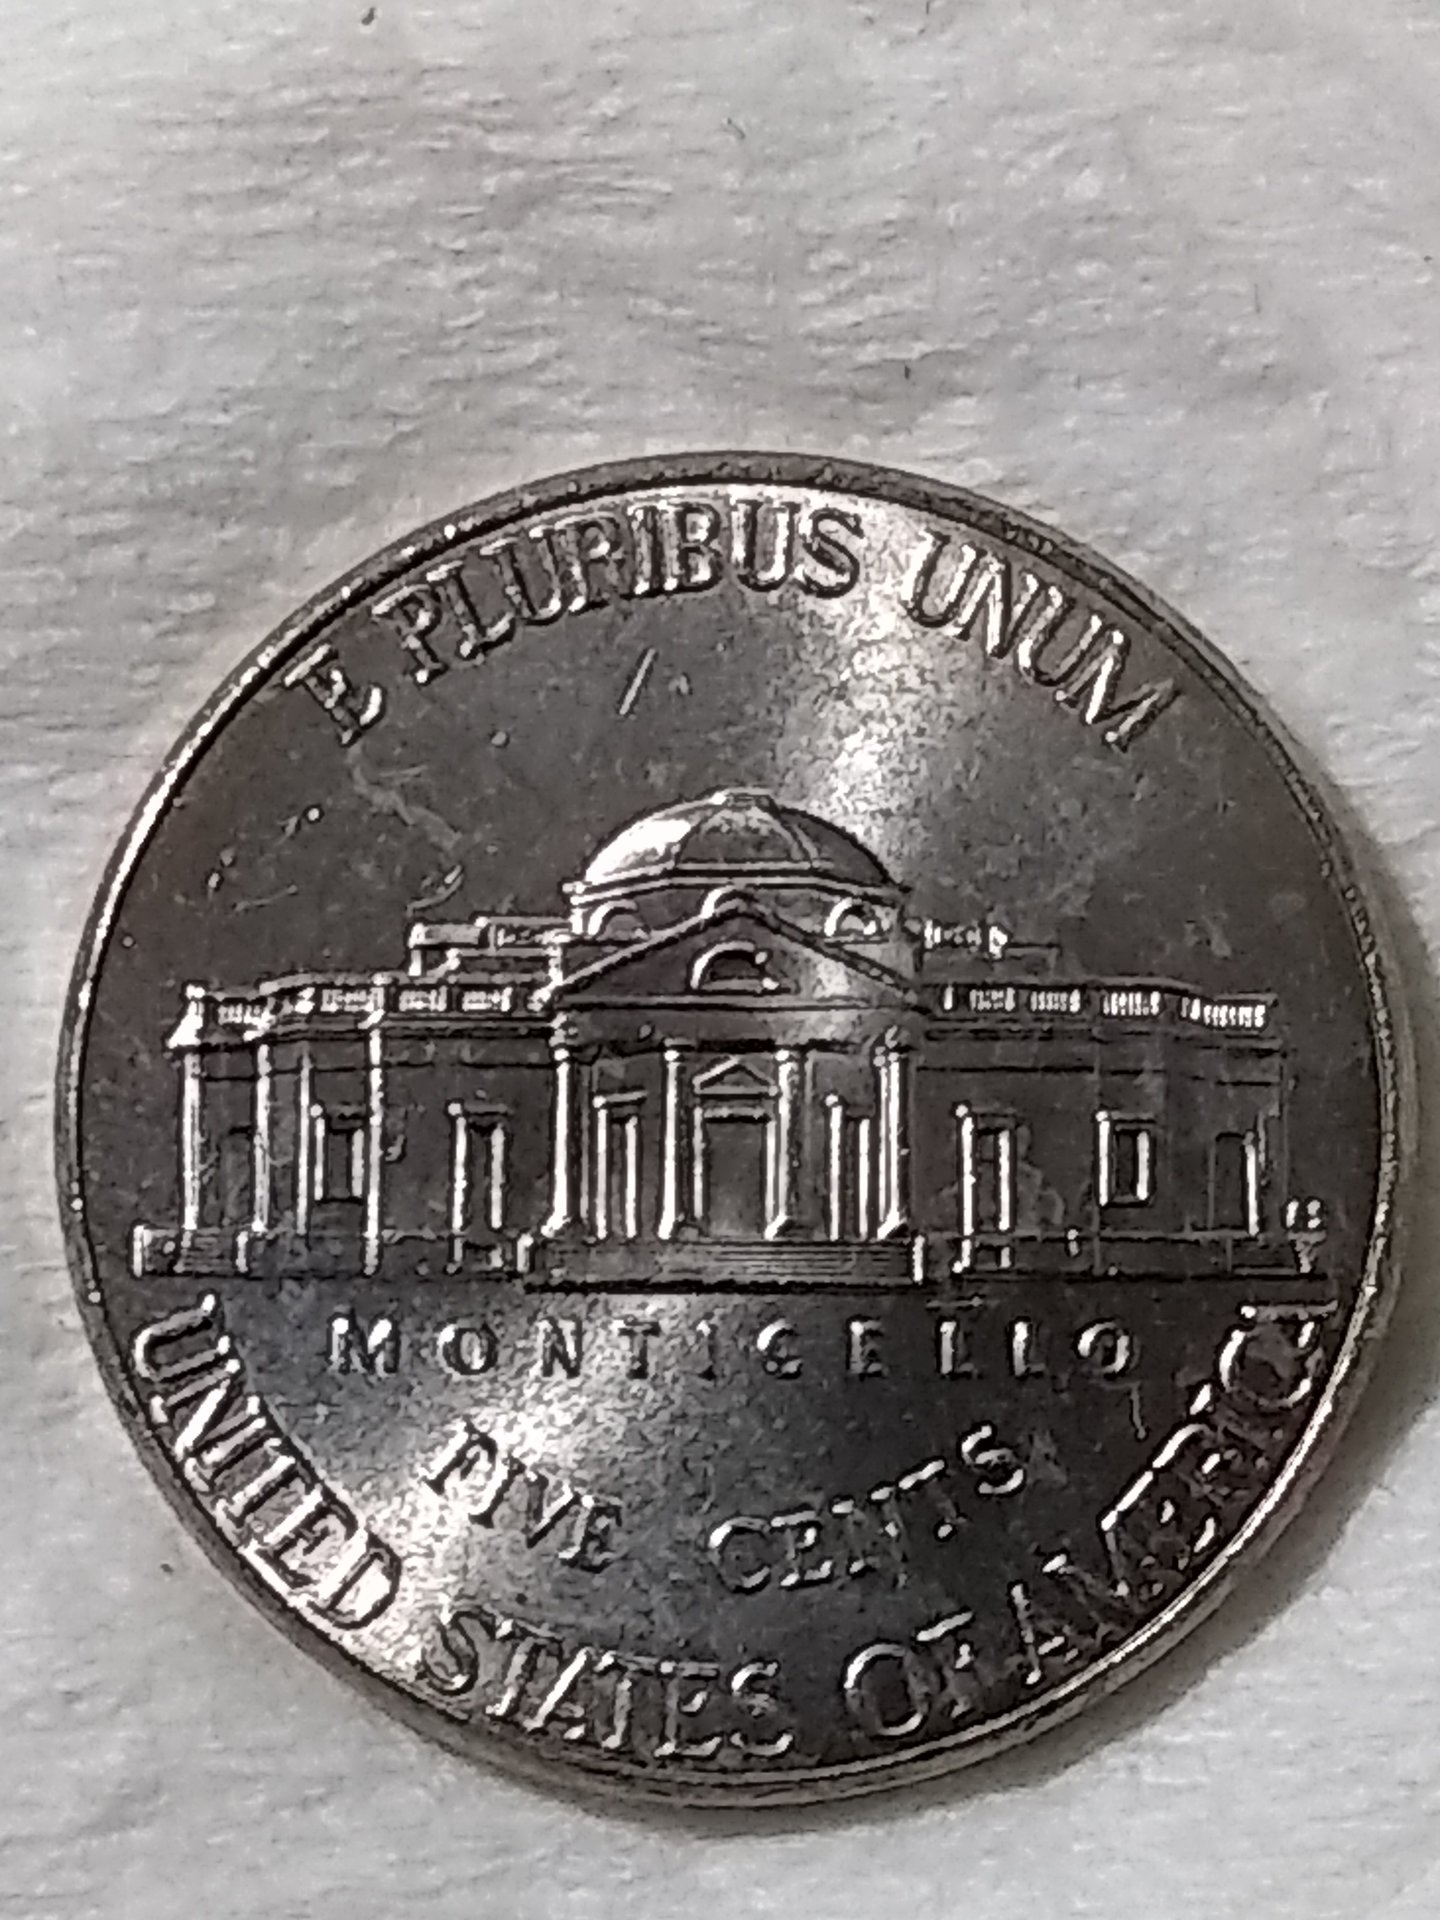 E PLURIBUS UNUM
MONTICELLO
FIVE CENTS
UNITED STATES OF AMERICA